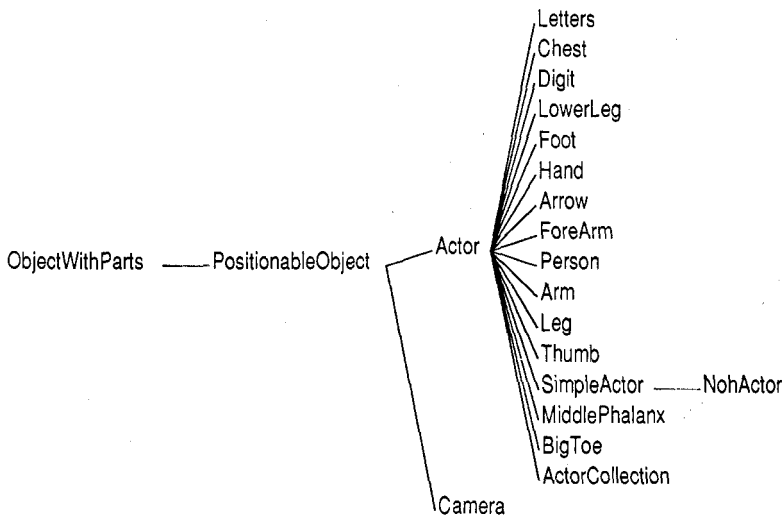 Letters
Chest
Digit
LowerLeg
Foot
Hand
Arrow
ForeArm
ObjectWithParts PositionableObject Actor Person
Arm
Leg
Thumb
SimpleActor NohActor
MiddlePhalanx
BigToe
ActorCollection
Camera